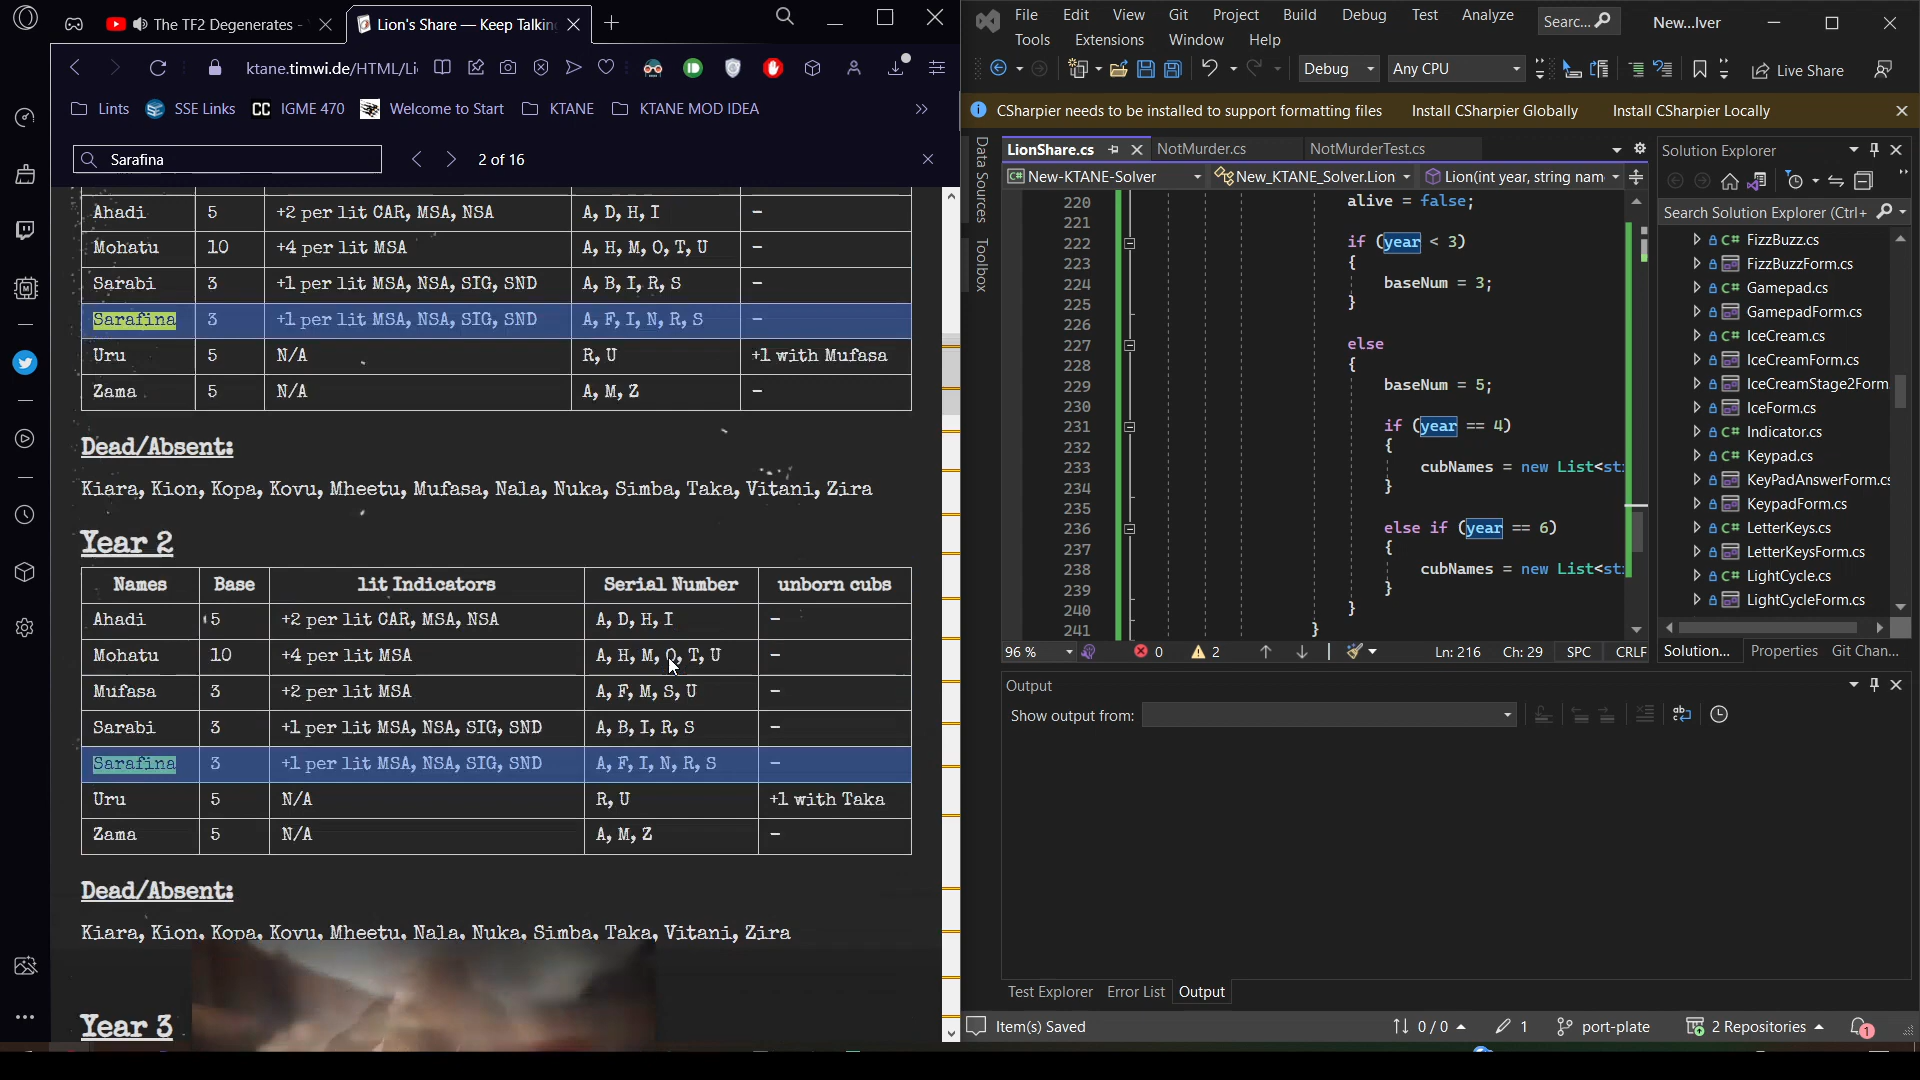 The TF2 Degenerates -
Lion's Share — Keep Talkin
ktane.timwi.de/HTML/Li
Lints
SSE Links
CC IGME 470
Welcome to Start
KTANE
KTANE MOD IDEA
Sarafina
2 of 16
Ahadi 5 +2 per lit CAR, MSA, NSA A, D, H, I –
Mohatu 10 +4 per lit MSA A, H, M, O, T, U –
Sarabi 3 +1 per lit MSA, NSA, SIG, SND A, B, I, R, S –
Sarafina 3 +1 per lit MSA, NSA, SIG, SND A, F, I, N, R, S –
Uru 5 N/A R, U +1 with Mufasa
Zama 5 N/A A, M, Z –
Dead/Absent:
Kiara, Kion, Kopa, Kovu, Mheetu, Mufasa, Nala, Nuka, Simba, Taka, Vitani, Zira
Year 2
Names Base lit Indicators Serial Number unborn cubs
Ahadi 5 +2 per lit CAR, MSA, NSA A, D, H, I –
Mohatu 10 +4 per lit MSA A, H, M, O, T, U –
Mufasa 3 +2 per lit MSA A, F, M, S, U –
Sarabi 3 +1 per lit MSA, NSA, SIG, SND A, B, I, R, S –
Sarafina 3 +1 per lit MSA, NSA, SIG, SND A, F, I, N, R, S –
Uru 5 N/A R, U +1 with Taka
Zama 5 N/A A, M, Z –
Dead/Absent:
Kiara, Kion, Kopa, Kovu, Mheetu, Nala, Nuka, Simba, Taka, Vitani, Zira
Year 3
File Edit View Git Project Build Debug Test Analyze
Tools Extensions Window Help
Searc...
New...lver
Debug
Any CPU
Live Share
CSharpier needs to be installed to support formatting files Install CSharpier Globally Install CSharpier Locally
Data Sources
Toolbox
LionShare.cs NotMurder.cs NotMurderTest.cs
New-KTANE-Solver New_KTANE_Solver.Lion Lion(int year, string nam
220 alive = false;
221
222 if (year < 3)
223 {
224 baseNum = 3;
225 }
226
227 else
228 {
229 baseNum = 5;
230
231 if (year == 4)
232 {
233 cubNames = new List<st
234 }
235
236 else if (year == 6)
237 {
238 cubNames = new List<st
239 }
240 }
241 }
96 % 0 2 Ln: 216 Ch: 29 SPC CRLF
Solution Explorer
Search Solution Explorer (Ctrl+
FizzBuzz.cs
FizzBuzzForm.cs
Gamepad.cs
GamepadForm.cs
IceCream.cs
IceCreamForm.cs
IceCreamStage2Form
IceForm.cs
Indicator.cs
Keypad.cs
KeyPadAnswerForm.cs
KeypadForm.cs
LetterKeys.cs
LetterKeysForm.cs
LightCycle.cs
LightCycleForm.cs
Solution... Properties Git Chan...
Output
Show output from:
Test Explorer Error List Output
Item(s) Saved 0 / 0 1 port-plate 2 Repositories 1